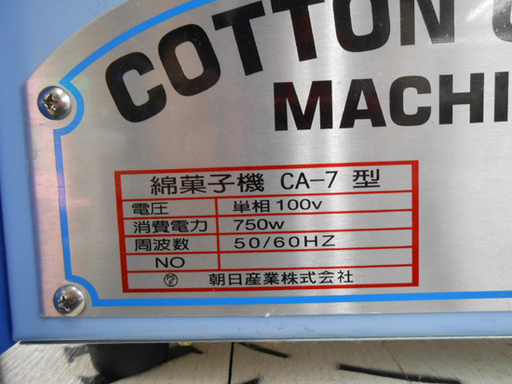 COTTON
MACHI
綿菓子機 CA-7 型
電圧 単相100v
消費電力 750w
周波数 50/60HZ
NO
朝日産業株式会社